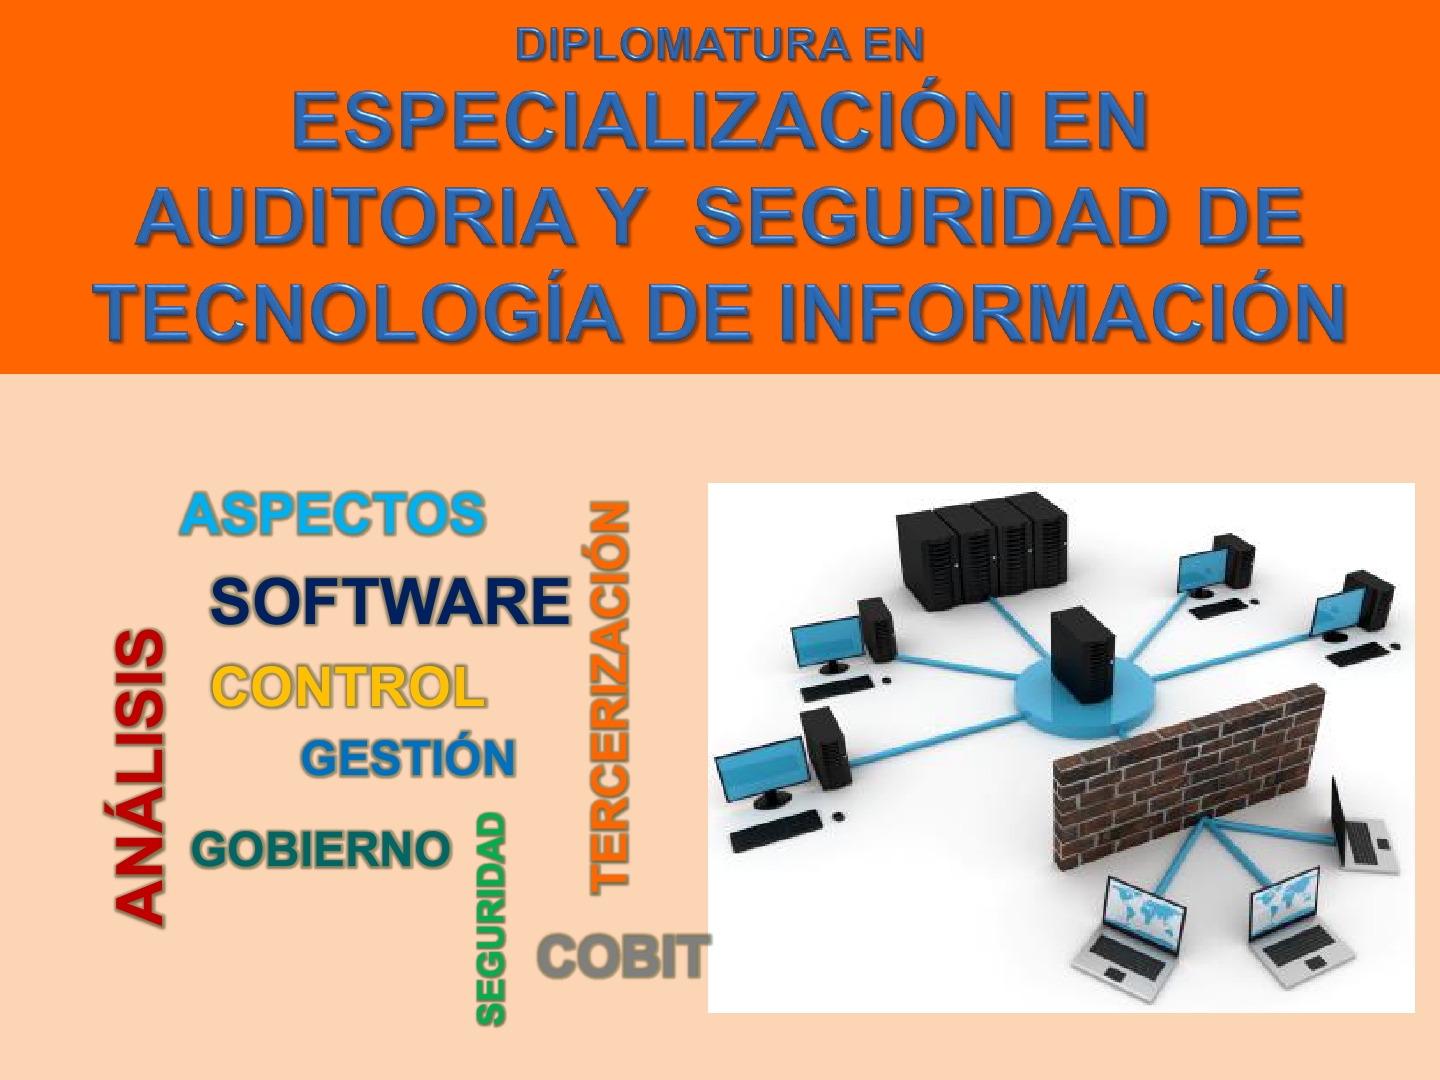 DIPLOMATURA EN
ESPECIALIZACIÓN EN
AUDITORIA Y  SEGURIDAD DE
TECNOLOGÍA DE INFORMACIÓN
ASPECTOS
SOFTWARE
CONTROL
GESTIÓN
GOBIERNO
ANÁLISIS
SEGURIDAD
TERCERIZACIÓN
COBIT